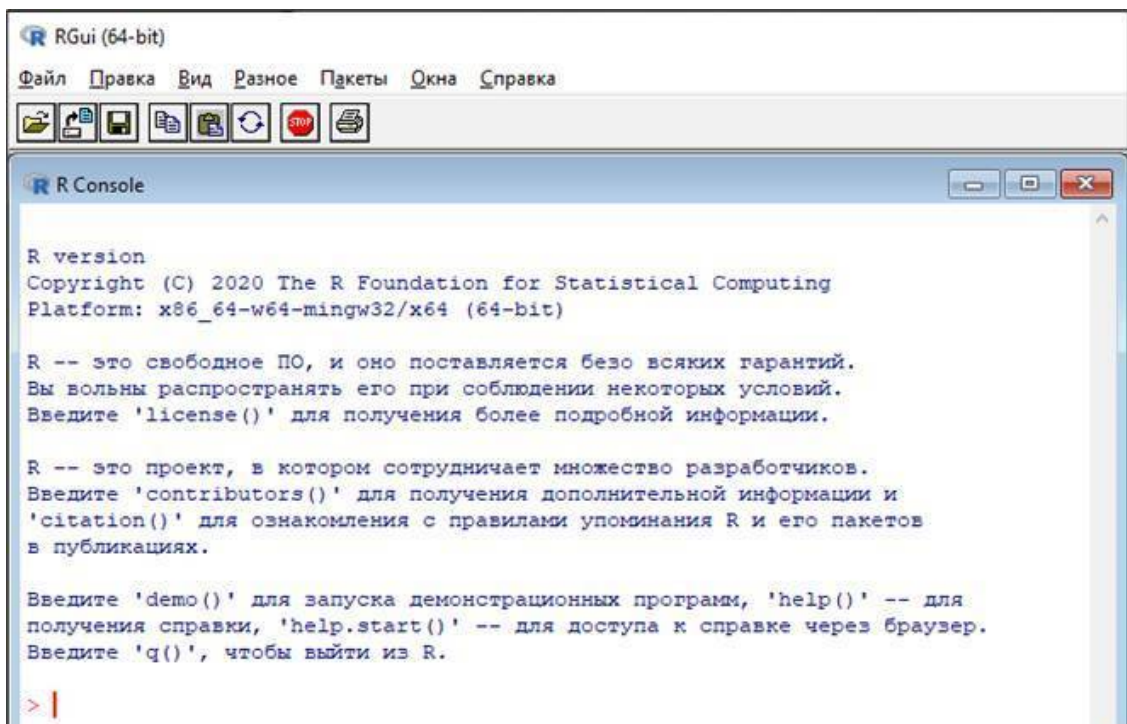 RGui (64-bit)
Файл Правка Вид Разное Пакеты Окна Справка
STOP
R Console
R version
Copyright (C) 2020 The R Foundation for Statistical Computing
Platform: x86_64-w64-mingw32/x64 (64-bit)
R -- это свободное ПО, и оно поставляется безо всяких гарантий.
Вы вольны распространять его при соблюдении некоторых условий.
Введите 'license()' для получения более подробной информации.
R -- это проект, в котором сотрудничает множество разработчиков.
Введите 'contributors()' для получения дополнительной информации и
'citation()' для ознакомления с правилами упоминания R и его пакетов
в публикациях.
Введите 'demo()' для запуска демонстрационных программ, 'help()' -- для
получения справки, 'help.start()' -- для доступа к справке через браузер.
Введите 'q()', чтобы выйти из R.
>